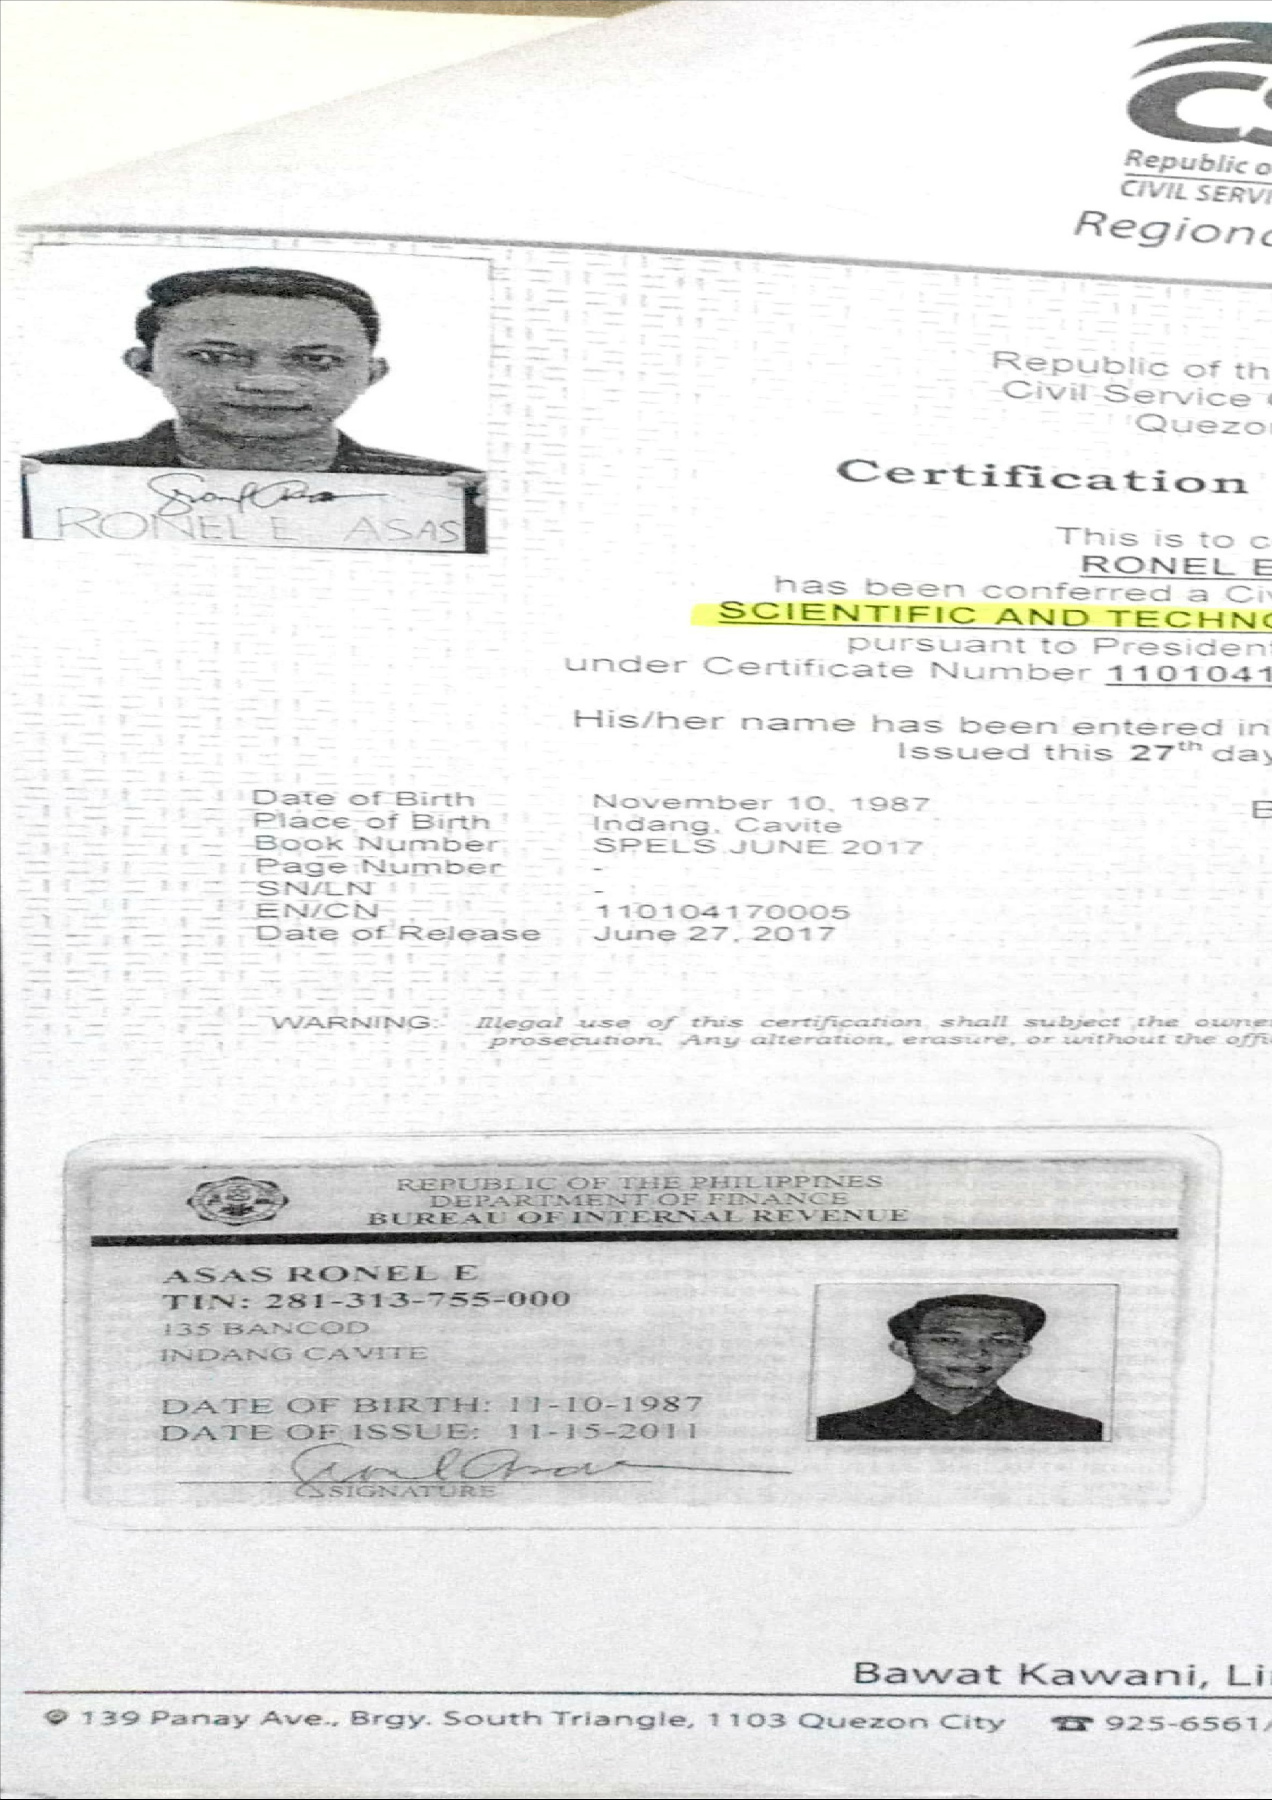 CS
Republic o
CIVIL SERVI
Regiona
RONEL E. ASAS
Republic of th
Civil Service
Quezo
Certification
This is to c
RONEL E
has been conferred a Civ
SCIENTIFIC AND TECHNO
pursuant to Presiden
under Certificate Number 1101041
His/her name has been entered in
Issued this 27th day
Date of Birth November 10, 1987 B
Place of Birth Indang, Cavite
Book Number SPELS JUNE 2017
Page Number -
SN/LN -
EN/CN 110104170005
Date of Release June 27, 2017
WARNING: Illegal use of this certification shall subject the owne
prosecution. Any alteration, erasure, or without the offi
REPUBLIC OF THE PHILIPPINES
DEPARTMENT OF FINANCE
BUREAU OF INTERNAL REVENUE
ASAS RONEL E
TIN: 281-313-755-000
135 BANCOD
INDANG CAVITE
DATE OF BIRTH: 11-10-1987
DATE OF ISSUE: 11-15-2011
SIGNATURE
Bawat Kawani, Li
139 Panay Ave., Brgy. South Triangle, 1103 Quezon City 925-6561/